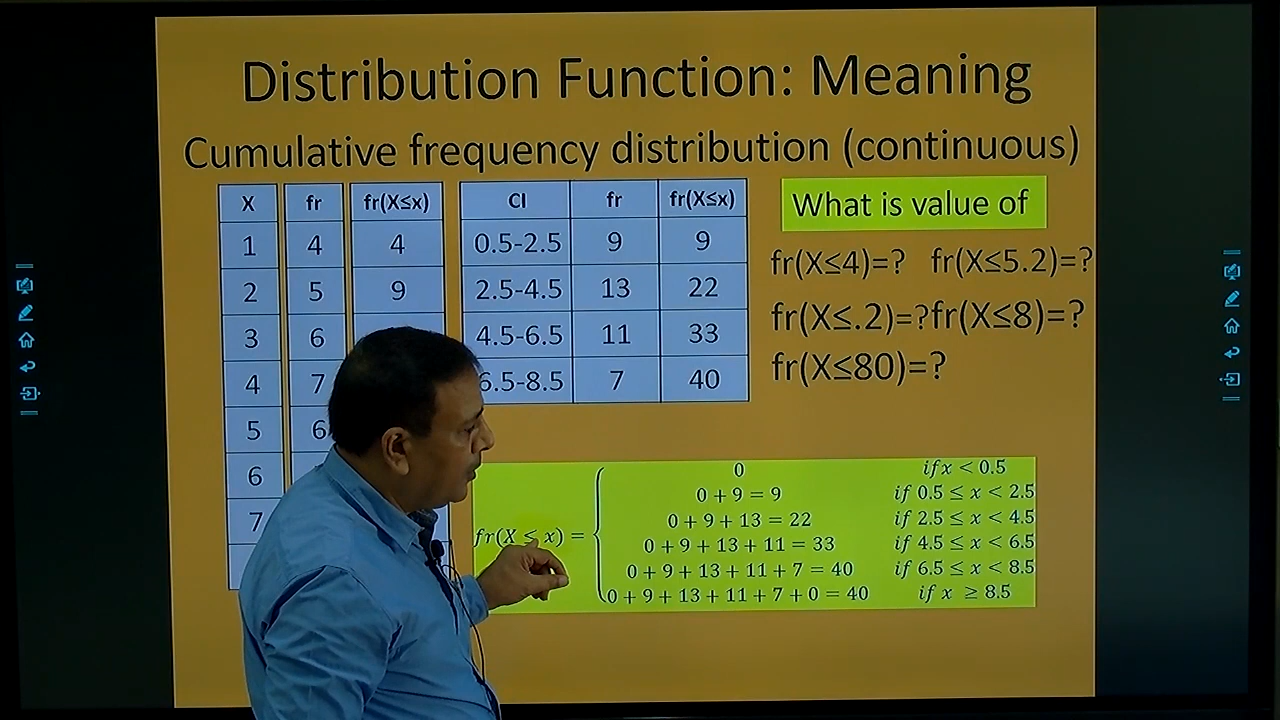 Distribution Function: Meaning
Cumulative frequency distribution (continuous)
X fr fr(X≤x)
1 4 4
2 5 9
3 6
4 7
5 6
6
7
CI fr fr(X≤x)
0.5-2.5 9 9
2.5-4.5 13 22
4.5-6.5 11 33
6.5-8.5 7 40
What is value of
fr(X≤4)=? fr(X≤5.2)=?
fr(X≤.2)=? fr(X≤8)=?
fr(X≤80)=?
fr(X ≤ x) =
0 ifx < 0.5
0 + 9 = 9 if 0.5 ≤ x < 2.5
0 + 9 + 13 = 22 if 2.5 ≤ x < 4.5
0 + 9 + 13 + 11 = 33 if 4.5 ≤ x < 6.5
0 + 9 + 13 + 11 + 7 = 40 if 6.5 ≤ x < 8.5
0 + 9 + 13 + 11 + 7 + 0 = 40 if x ≥ 8.5